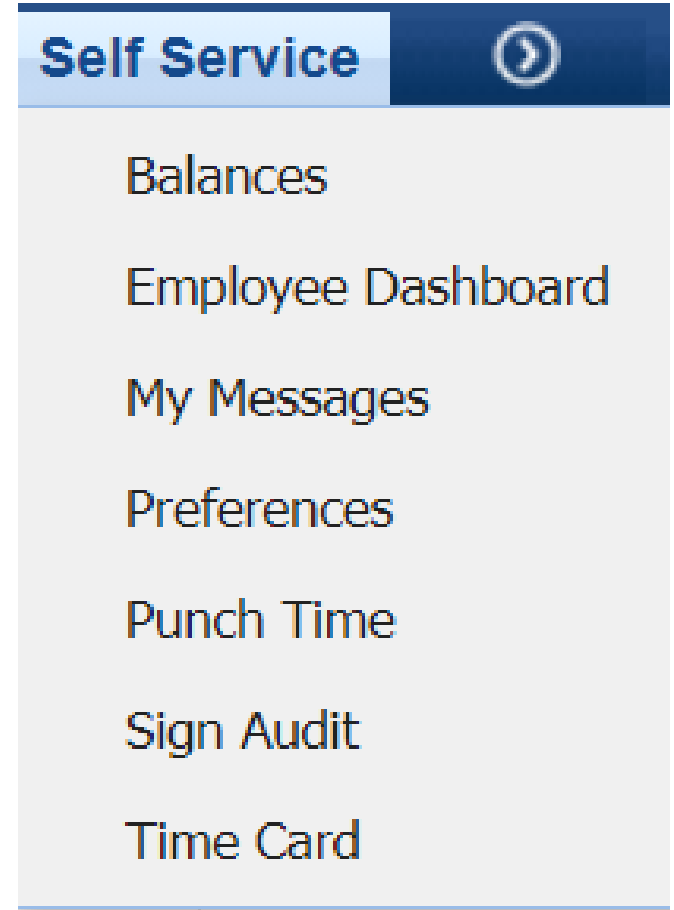 Self Service
Balances
Employee Dashboard
My Messages
Preferences
Punch Time
Sign Audit
Time Card